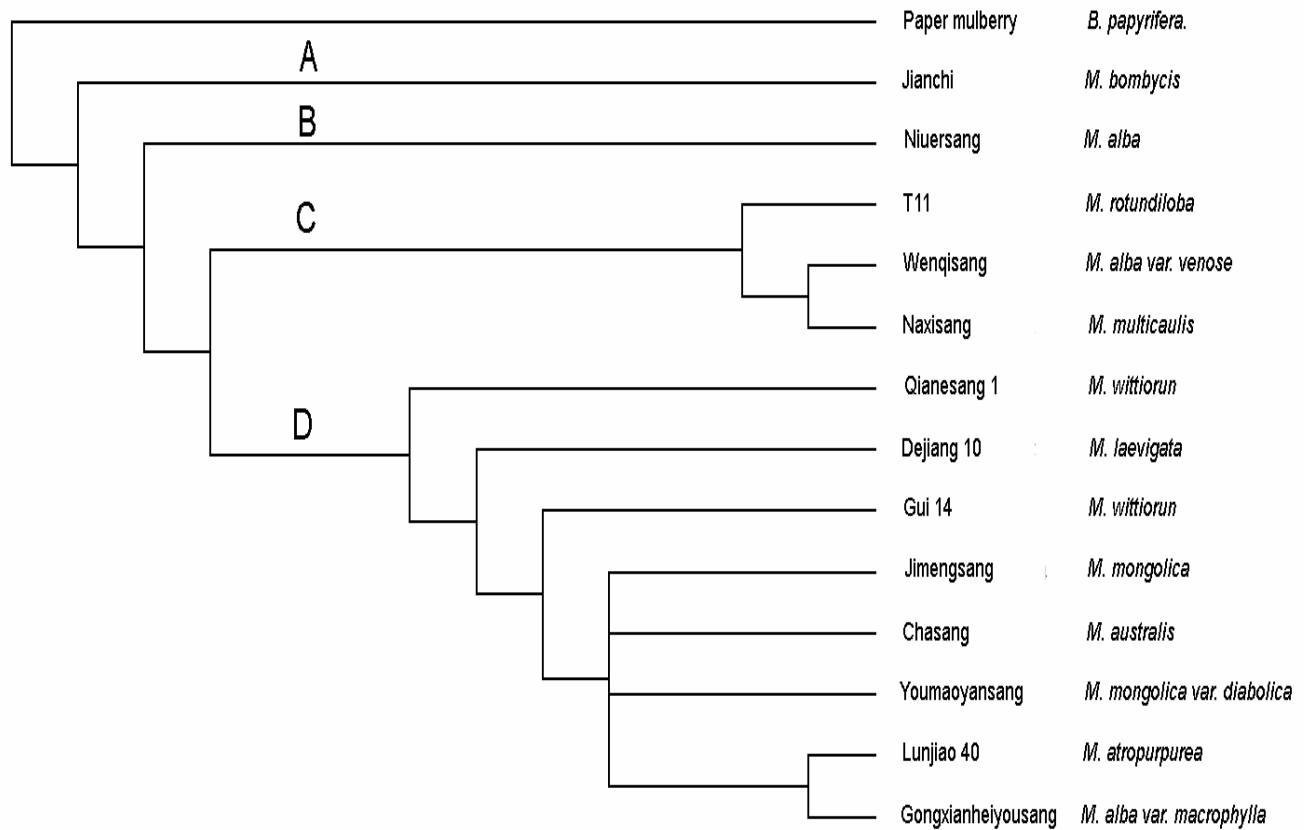 Paper mulberry B. papyrifera.
A
Jianchi M. bombycis
B
Niuersang M. alba
T11 M. rotundiloba
C
Wenqisang M. alba var. venose
Naxisang M. multicaulis
Qianesang 1 M. wittiorun
D
Dejiang 10 M. laevigata
Gui 14 M. wittiorun
Jimengsang M. mongolica
Chasang M. australis
Youmaoyansang M. mongolica var. diabolica
Lunjiao 40 M. atropurpurea
Gongxianheiyousang M. alba var. macrophylla